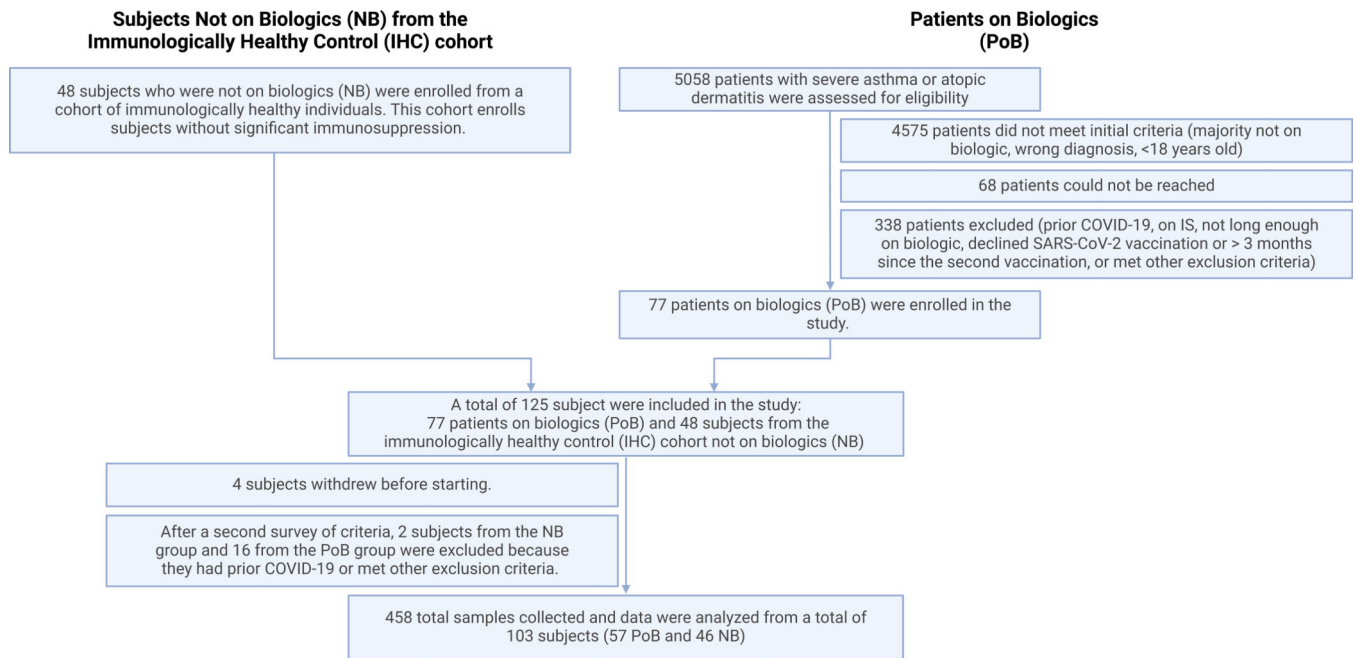 Subjects Not on Biologics (NB) from the
Immunologically Healthy Control (IHC) cohort
48 subjects who were not on biologics (NB) were enrolled from a
cohort of immunologically healthy individuals. This cohort enrolls
subjects without significant immunosuppression.
Patients on Biologics
(PoB)
5058 patients with severe asthma or atopic
dermatitis were assessed for eligibility
4575 patients did not meet initial criteria (majority not on
biologic, wrong diagnosis, <18 years old)
68 patients could not be reached
338 patients excluded (prior COVID-19, on IS, not long enough
on biologic, declined SARS-CoV-2 vaccination or > 3 months
since the second vaccination, or met other exclusion criteria)
77 patients on biologics (PoB) were enrolled in the
study.
A total of 125 subject were included in the study:
77 patients on biologics (PoB) and 48 subjects from the
immunologically healthy control (IHC) cohort not on biologics (NB)
4 subjects withdrew before starting.
After a second survey of criteria, 2 subjects from the NB
group and 16 from the PoB group were excluded because
they had prior COVID-19 or met other exclusion criteria.
458 total samples collected and data were analyzed from a total of
103 subjects (57 PoB and 46 NB)